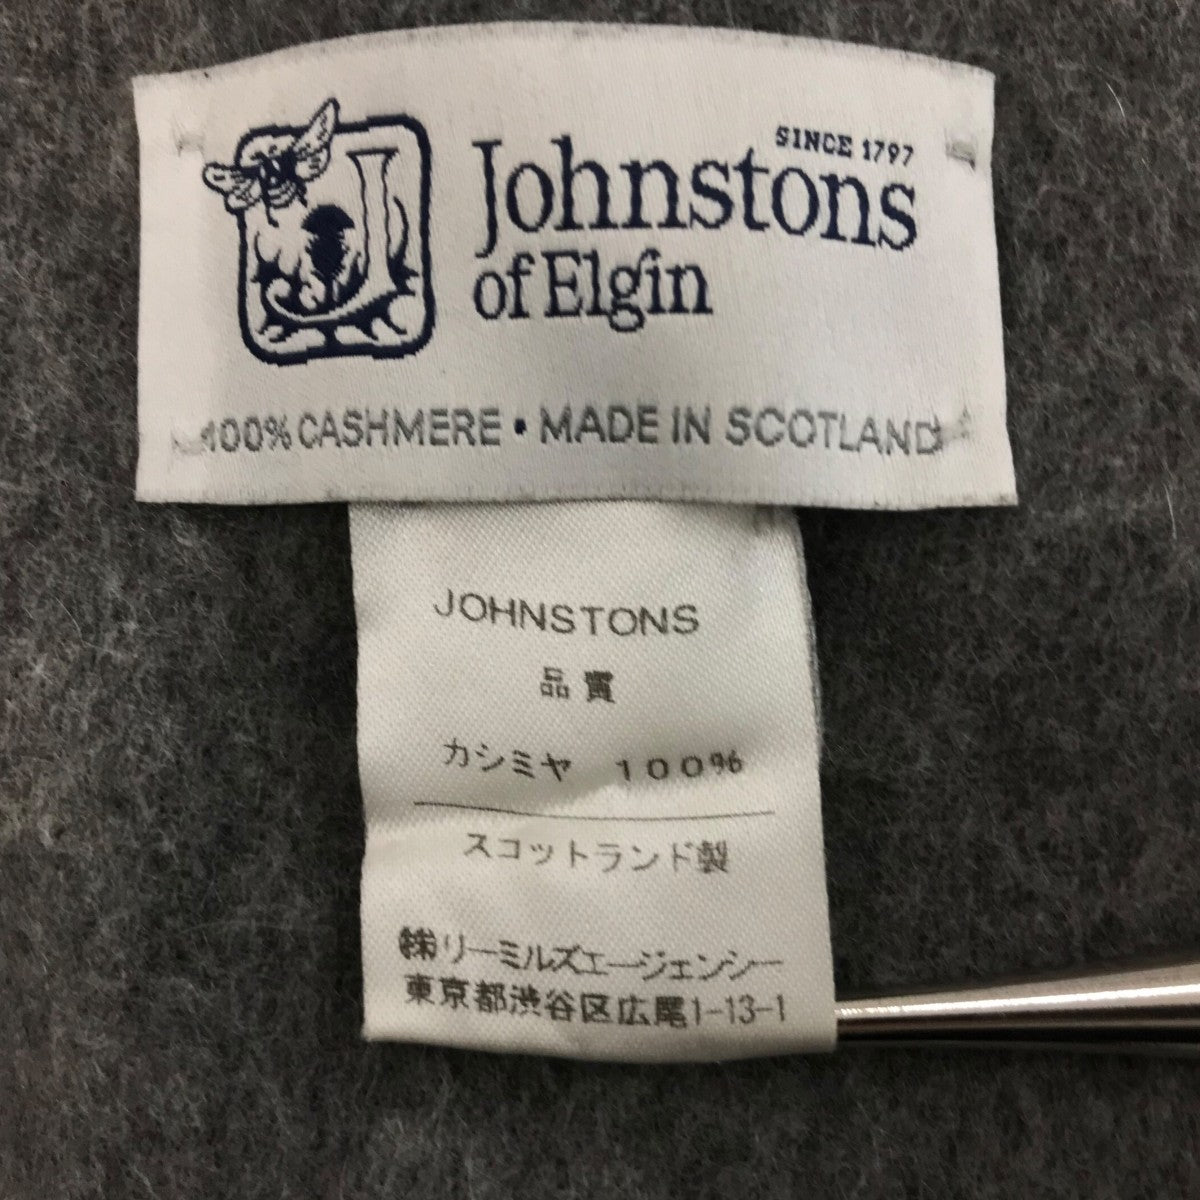 SINCE 1797
Johnstons
of Elgin
100% CASHMERE • MADE IN SCOTLAND
JOHNSTONS
品質
カシミヤ 100%
スコットランド製
㈱リーミルズエージェンシー
東京都渋谷区広尾1-13-1